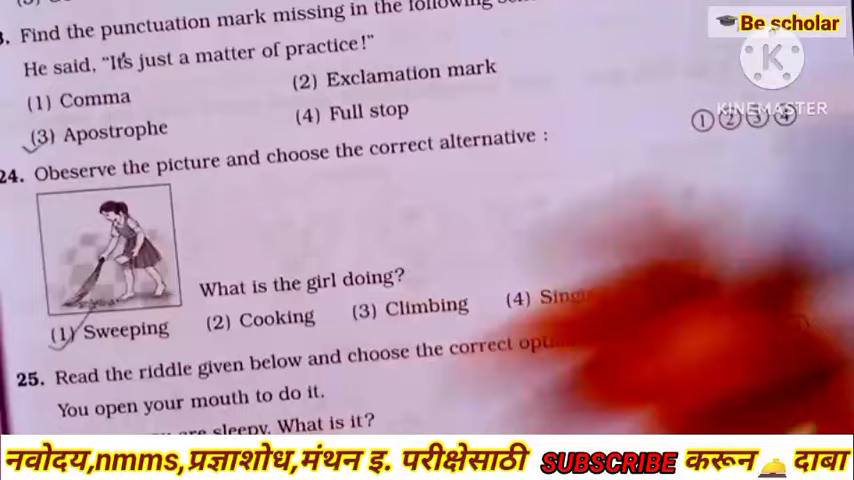 Be scholar
KINEMASTER
3. Find the punctuation mark missing in the following
He said, "It's just a matter of practice!"
(1) Comma
(2) Exclamation mark
(3) Apostrophe
(4) Full stop
① ② ③ ④
24. Obeserve the picture and choose the correct alternative :
What is the girl doing?
(1) Sweeping (2) Cooking (3) Climbing (4)
25. Read the riddle given below and choose the correct
You open your mouth to do it.
are sleepy. What is it?
नवोदय,nmms,प्रज्ञाशोध,मंथन इ. परीक्षेसाठी SUBSCRIBE करून दाबा